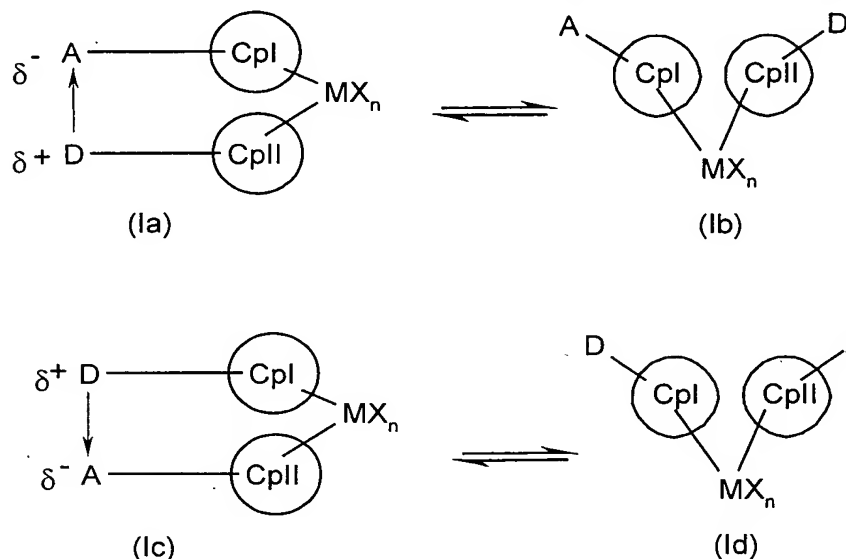 A CpI
δ- MXn
δ+ D CpII
(Ia)
A D
CpI CpII
MXn
(Ib)
δ+ D CpI
MXn
δ- A CpII
(Ic)
D
CpI CpII
MXn
(Id)